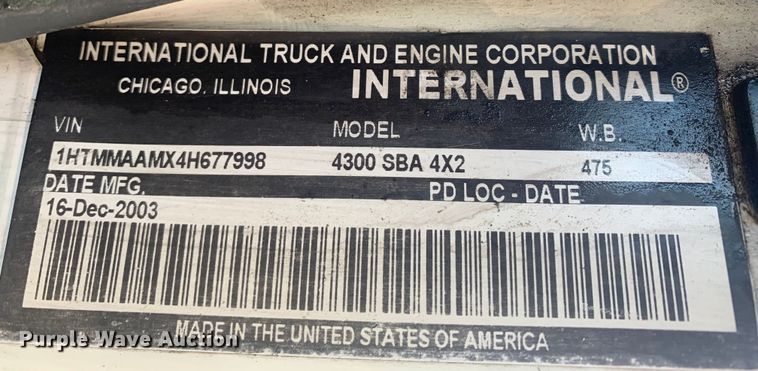 INTERNATIONAL TRUCK AND ENGINE CORPORATION
CHICAGO, ILLINOIS INTERNATIONAL®
VIN MODEL W.B.
1HTMMAAMX4H677998 4300 SBA 4X2 475
DATE MFG. PD LOC - DATE
16-Dec-2003
MADE IN THE UNITED STATES OF AMERICA
Purple Wave Auction